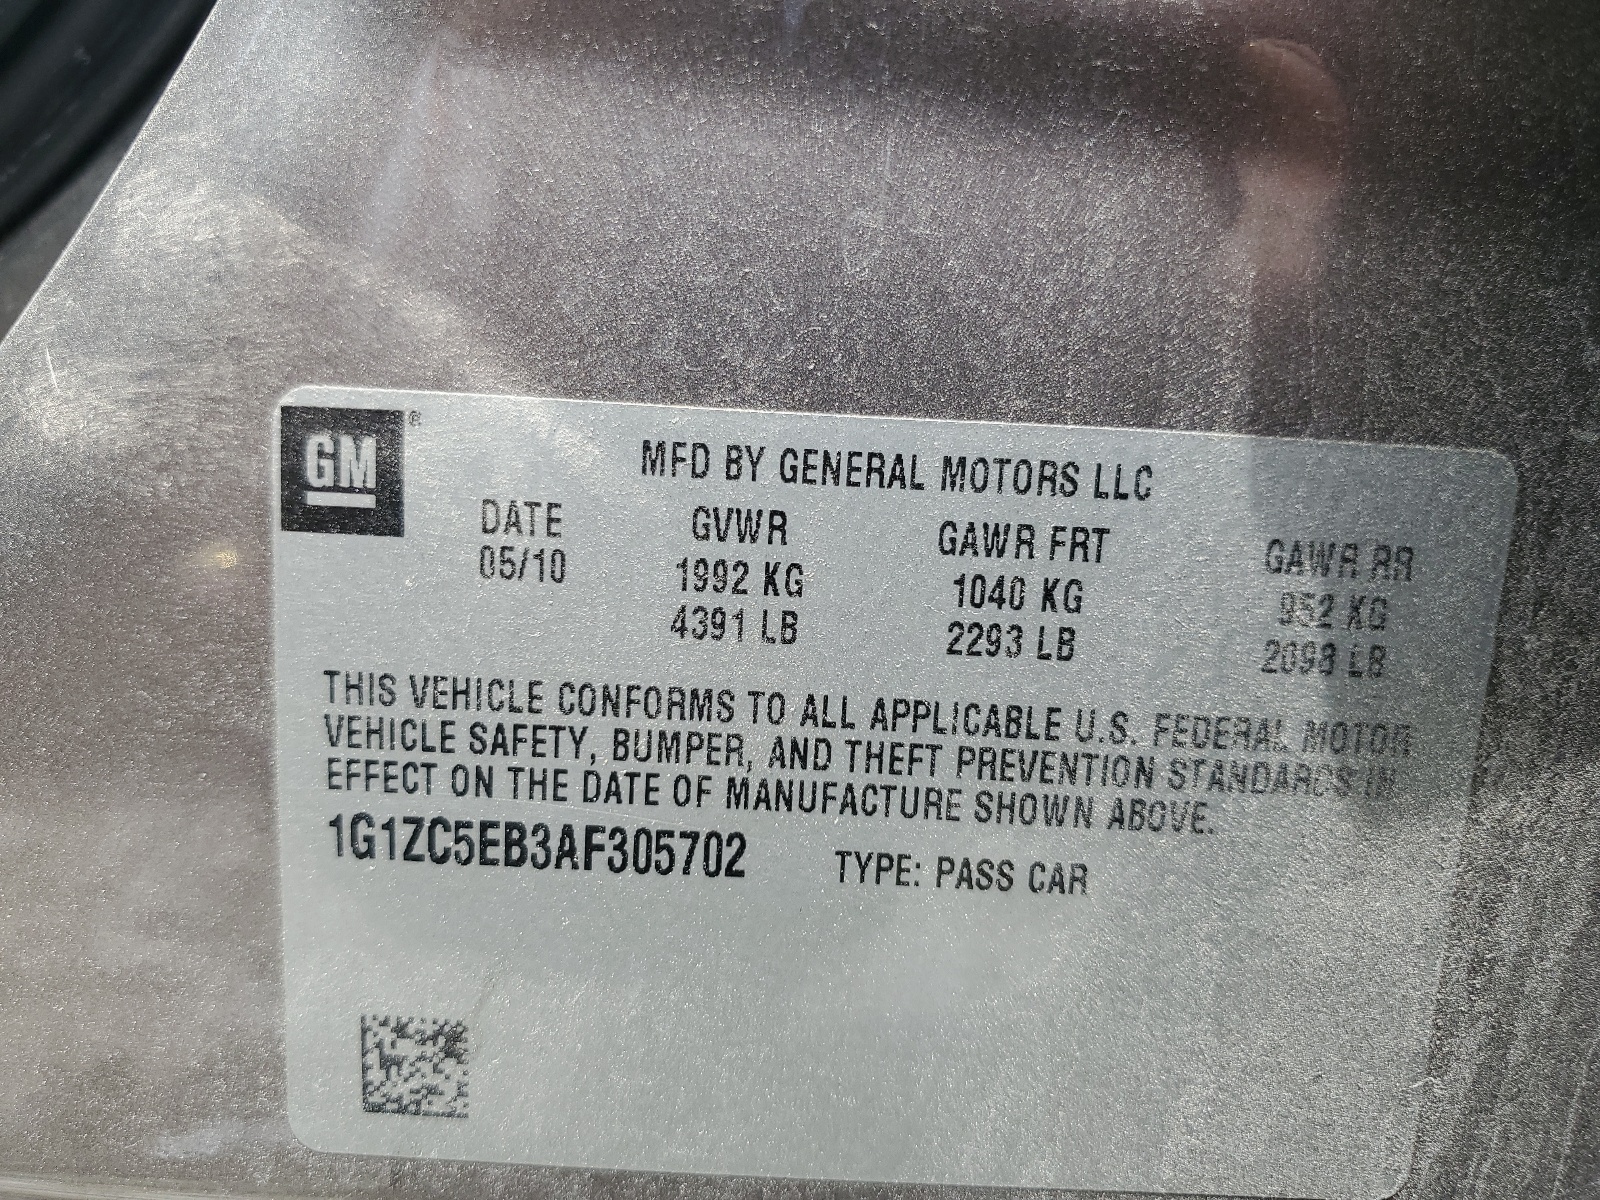 GM®
MFD BY GENERAL MOTORS LLC
DATE GVWR GAWR FRT GAWR RR
05/10 1992 KG 1040 KG 952 KG
4391 LB 2293 LB 2098 LB
THIS VEHICLE CONFORMS TO ALL APPLICABLE U.S. FEDERAL MOTOR
VEHICLE SAFETY, BUMPER, AND THEFT PREVENTION STANDARDS IN
EFFECT ON THE DATE OF MANUFACTURE SHOWN ABOVE.
1G1ZC5EB3AF305702 TYPE: PASS CAR